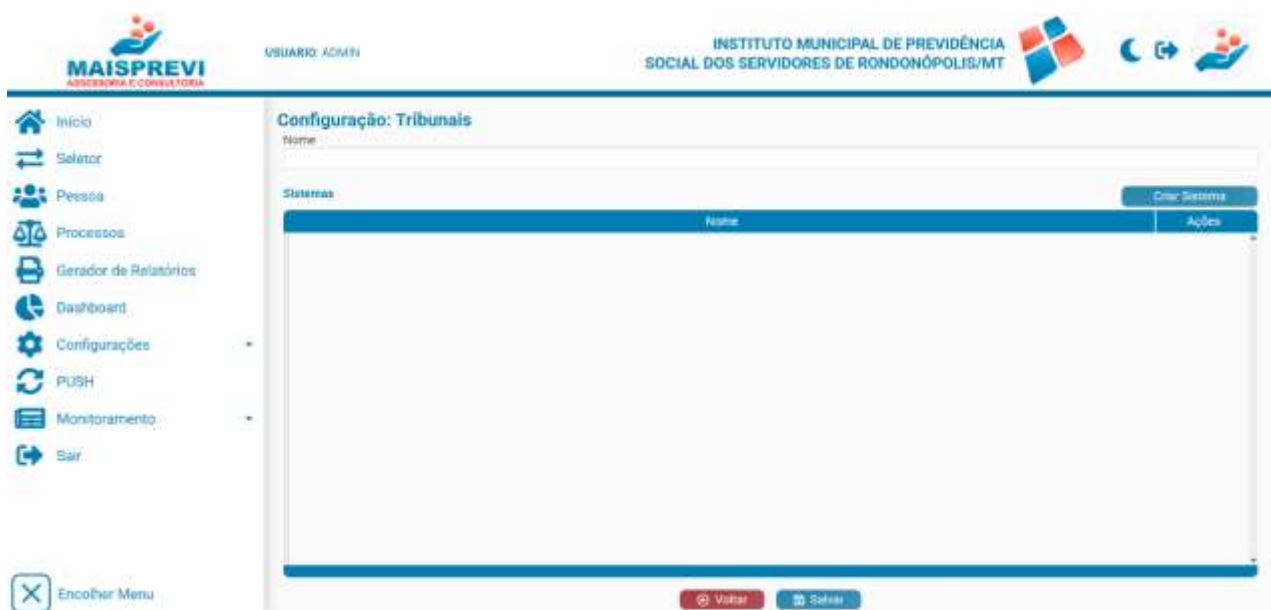 MAISPREVI
ASSESSORIA E CONSULTORIA
USUARIO: ADMIN
INSTITUTO MUNICIPAL DE PREVIDÊNCIA
SOCIAL DOS SERVIDORES DE RONDONÓPOLIS/MT
Início
Seletor
Pessoa
Processos
Gerador de Relatórios
Dashboard
Configurações
PUSH
Monitoramento
Sair
Encolher Menu
Configuração: Tribunais
Nome
Sistemas
Criar Sistema
Nome
Ações
Voltar
Salvar